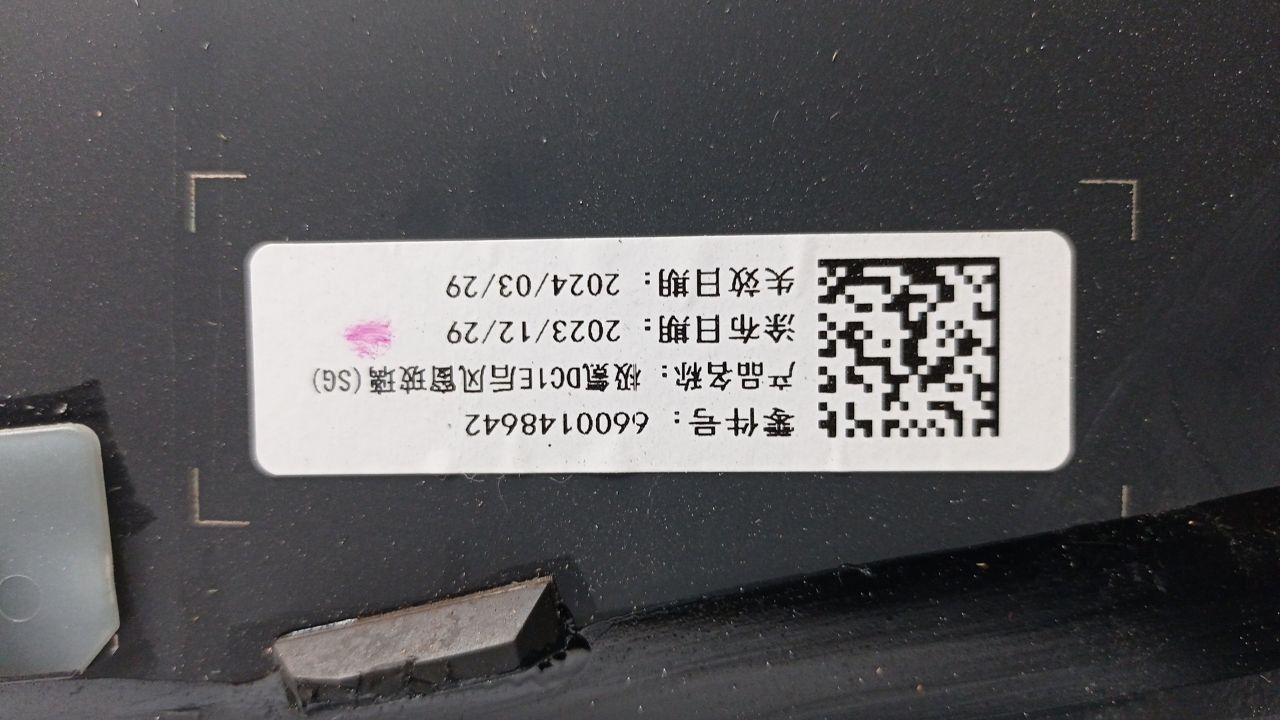 零件号: 6600148642
产品名称: 极氪DC1E后风窗玻璃(SG)
涂布日期: 2023/12/29
失效日期: 2024/03/29